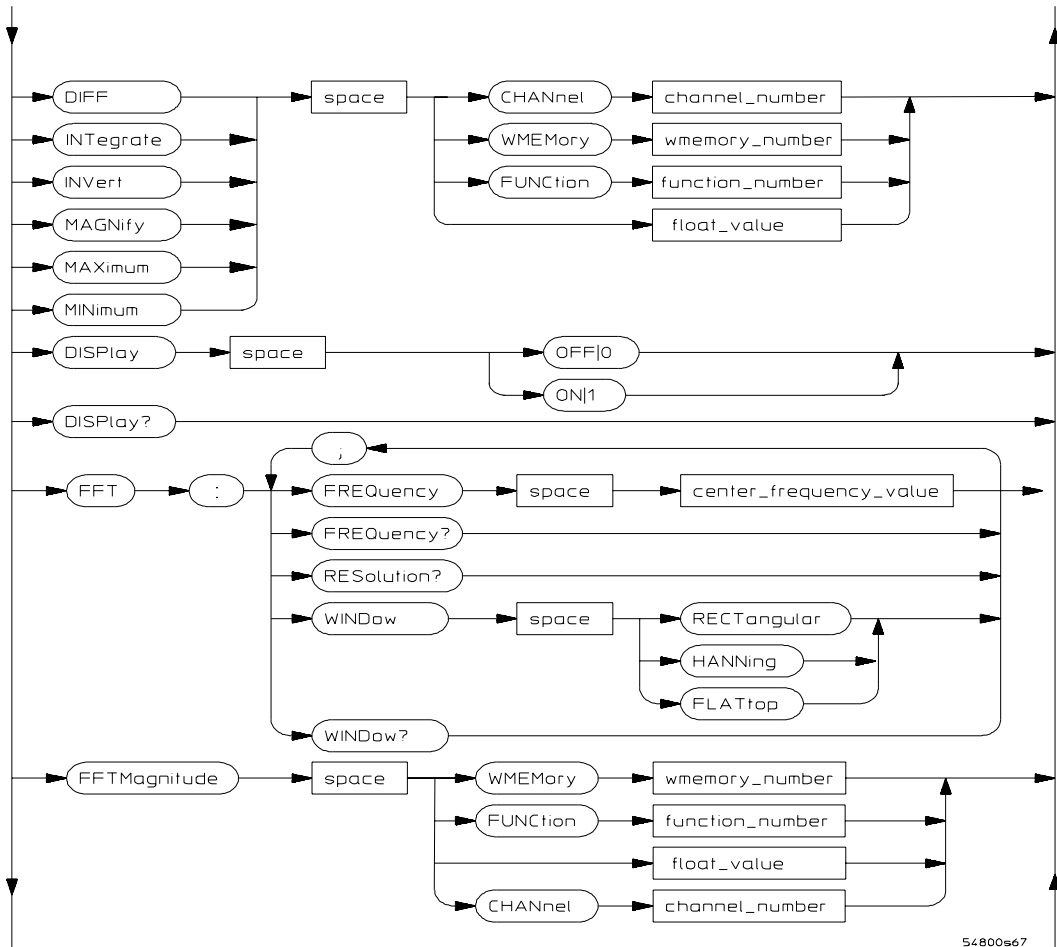 DIFF space CHANnel channel_number
INTegrate WMEMory wmemory_number
INVert FUNCtion function_number
MAGNify float_value
MAXimum
MINimum
DISPlay space OFF|0
ON|1
DISPlay?
;
FFT : FREQuency space center_frequency_value
FREQuency?
RESolution?
WINDow space RECTangular
HANNing
FLATtop
WINDow?
FFTMagnitude space WMEMory wmemory_number
FUNCtion function_number
float_value
CHANnel channel_number
54800s67